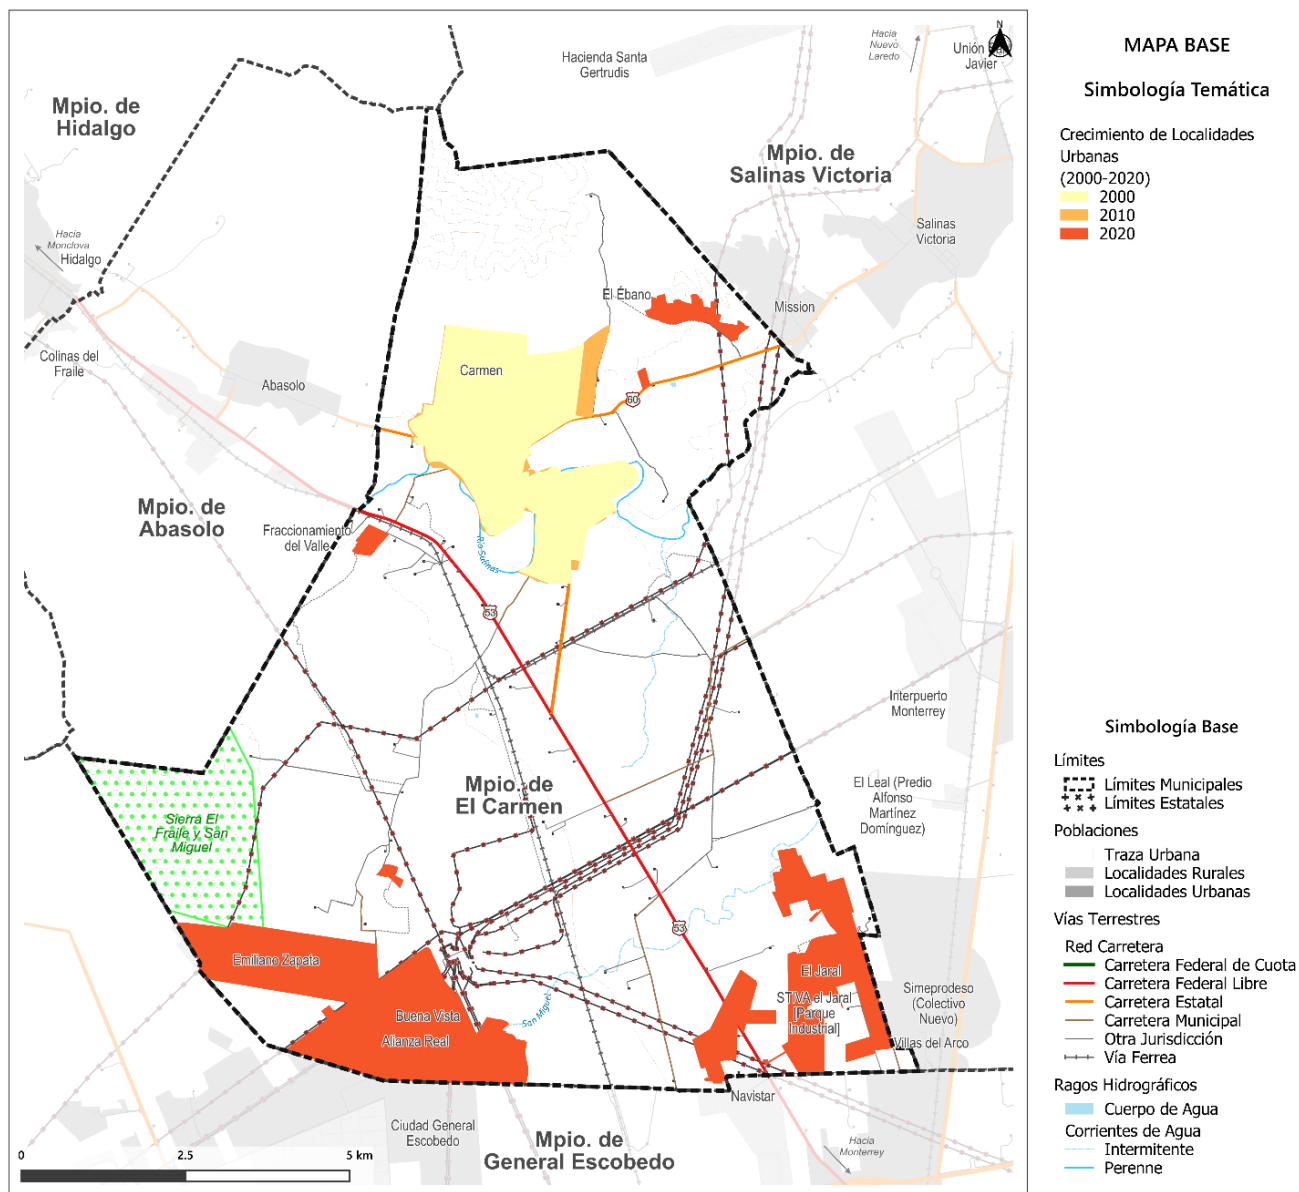 Hacia
Nuevo
Laredo
N
Unión San
Javier
Hacienda Santa
Gertrudis
Mpio. de
Hidalgo
Mpio. de
Salinas Victoria
Salinas
Victoria
Hacia
Monclova
Hidalgo
El Ébano
Mission
Colinas del
Fraile
Abasolo
Carmen
60
Mpio. de
Abasolo
Fraccionamiento
del Valle
Río Salinas
53
Interpuerto
Monterrey
Mpio. de
El Carmen
El Leal (Predio
Alfonso
Martínez
Domínguez)
Sierra El
Fraile y San
Miguel
53
Emiliano Zapata
El Jaral
STIVA el Jaral
[Parque
Industrial]
Simeprodeso
(Colectivo
Nuevo)
Buena Vista
San Miguel
Alianza Real
Villas del Arco
Navistar
Ciudad General
Escobedo
Mpio. de
General Escobedo
Hacia
Monterrey
0 2.5 5 km
MAPA BASE
Simbología Temática
Crecimiento de Localidades
Urbanas
(2000-2020)
2000
2010
2020
Simbología Base
Límites
Límites Municipales
Límites Estatales
Poblaciones
Traza Urbana
Localidades Rurales
Localidades Urbanas
Vías Terrestres
Red Carretera
Carretera Federal de Cuota
Carretera Federal Libre
Carretera Estatal
Carretera Municipal
Otra Jurisdicción
Vía Ferrea
Ragos Hidrográficos
Cuerpo de Agua
Corrientes de Agua
Intermitente
Perenne